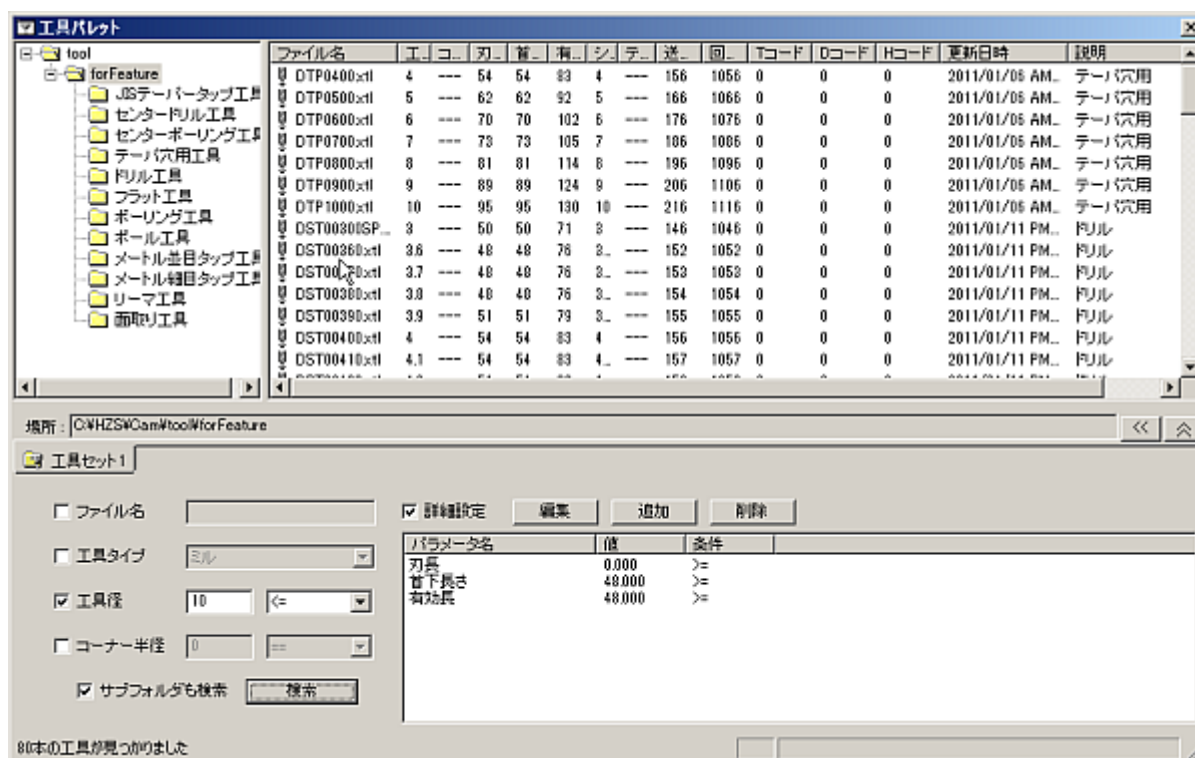 工具パレット
tool
forFeature
JISテーパータップ工具
センタードリル工具
センターボーリング工具
テーパ穴用工具
ドリル工具
フラット工具
ボーリング工具
ボール工具
メートル並目タップ工具
メートル細目タップ工具
リーマ工具
面取り工具
ファイル名 工... コ... 刃... 首... 有... シ... テ... 送... 回... Tコード Dコード Hコード 更新日時 説明
DTP0400.xtl 4 --- 54 54 83 4 --- 156 1056 0 0 0 2011/01/06 AM... テーパ穴用
DTP0500.xtl 5 --- 62 62 92 5 --- 166 1066 0 0 0 2011/01/06 AM... テーパ穴用
DTP0600.xtl 6 --- 70 70 102 6 --- 176 1076 0 0 0 2011/01/06 AM... テーパ穴用
DTP0700.xtl 7 --- 73 73 105 7 --- 186 1086 0 0 0 2011/01/06 AM... テーパ穴用
DTP0800.xtl 8 --- 81 81 114 8 --- 196 1096 0 0 0 2011/01/06 AM... テーパ穴用
DTP0900.xtl 9 --- 89 89 124 9 --- 206 1106 0 0 0 2011/01/06 AM... テーパ穴用
DTP1000.xtl 10 --- 95 95 130 10 --- 216 1116 0 0 0 2011/01/06 AM... テーパ穴用
DST00300SP... 3 --- 50 50 71 3 --- 146 1046 0 0 0 2011/01/11 PM... ドリル
DST00360.xtl 3.6 --- 48 48 76 3... --- 152 1052 0 0 0 2011/01/11 PM... ドリル
3.7 --- 48 48 76 3... --- 153 1053 0 0 0 2011/01/11 PM... ドリル
DST00380.xtl 3.8 --- 48 48 76 3... --- 154 1054 0 0 0 2011/01/11 PM... ドリル
DST00390.xtl 3.9 --- 51 51 79 3... --- 155 1055 0 0 0 2011/01/11 PM... ドリル
DST00400.xtl 4 --- 54 54 83 4 --- 156 1056 0 0 0 2011/01/11 PM... ドリル
DST00410.xtl 4.1 --- 54 54 83 4... --- 157 1057 0 0 0 2011/01/11 PM... ドリル
場所 : C:¥HZS¥Cam¥tool¥forFeature
工具セット1
ファイル名
工具タイプ ミル
工具径 10 <=
コーナー半径 0 ==
サブフォルダも検索 検索
詳細設定 編集 追加 削除
パラメータ名 値 条件
刃長 0.000 >=
首下長さ 48.000 >=
有効長 48.000 >=
80本の工具が見つかりました